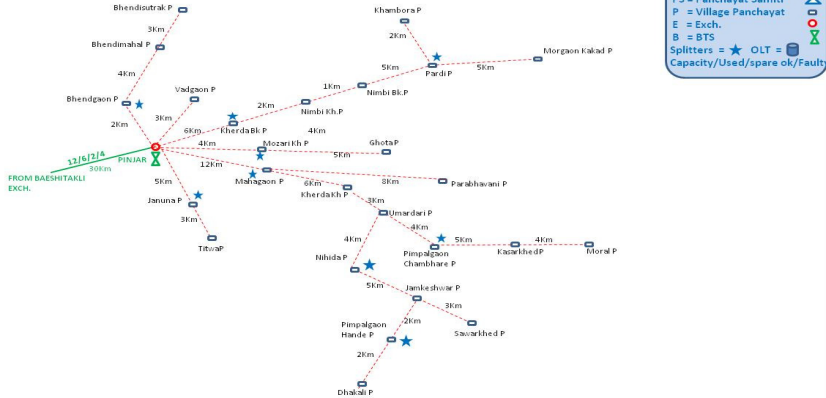 Bhendisutrak P
3Km
Bhendimahal P
4Km
Bhendgaon P
2Km
Vadgaon P
3Km
Khambora P
2Km
Morgaon Kakad P
5Km
Pardi P
5Km
Nimbi Bk.P
1Km
Nimbi Kh.P
2Km
Kherda Bk P
6Km
4Km
4Km
Mozari Kh P
5Km
Ghota P
12Km
Mahagaon P
8Km
Parabhavani P
6Km
Kherda Kh P
3Km
Umardari P
4Km
Pimpalgaon
Chambhare P
5Km
Kasarkhed P
4Km
Moral P
4Km
Nihida P
5Km
Jamkeshwar P
3Km
Sawarkhed P
2Km
Pimpalgaon
Hande P
2Km
Dhakali P
12/6/2/4
30Km
PINJAR
FROM BAESHITAKLI
EXCH.
5Km
Januna P
3Km
Titwa P
PS = Panchayat Samiti
P = Village Panchayat
E = Exch.
B = BTS
Splitters = OLT =
Capacity/Used/spare ok/Faulty